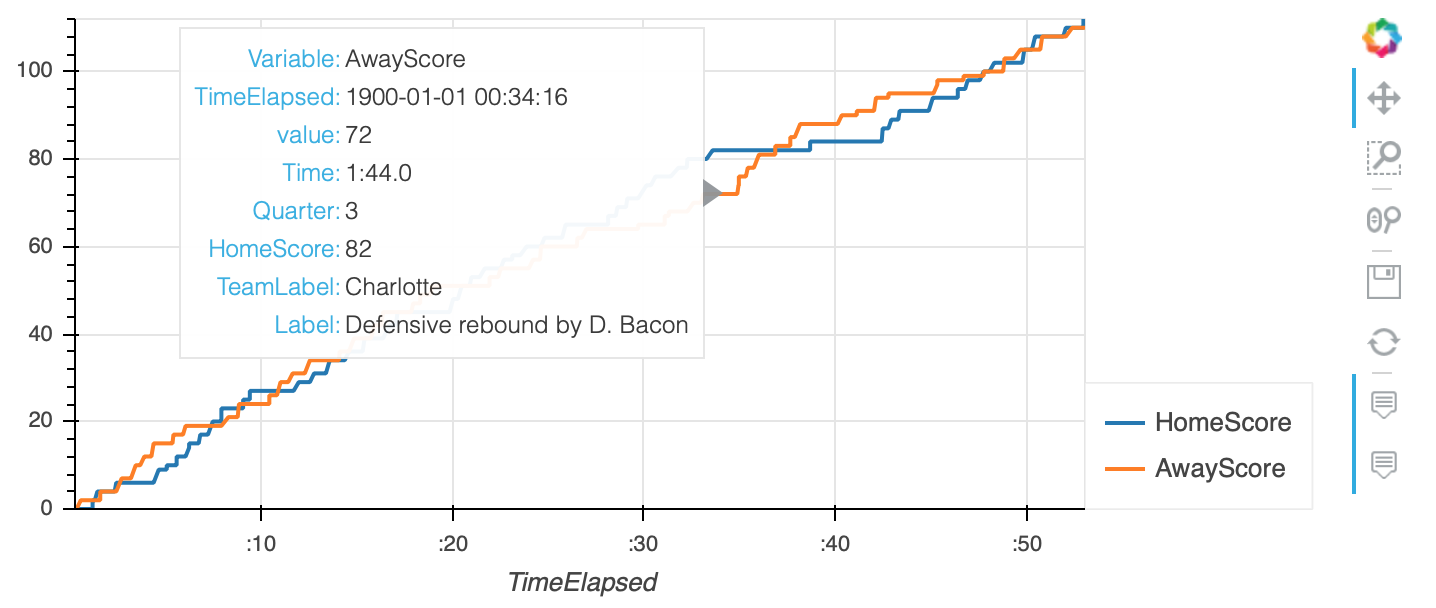 Variable: AwayScore
TimeElapsed: 1900-01-01 00:34:16
value: 72
Time: 1:44.0
Quarter: 3
HomeScore: 82
TeamLabel: Charlotte
Label: Defensive rebound by D. Bacon
100
80
60
40
20
0
:10 :20 :30 :40 :50
TimeElapsed
HomeScore
AwayScore